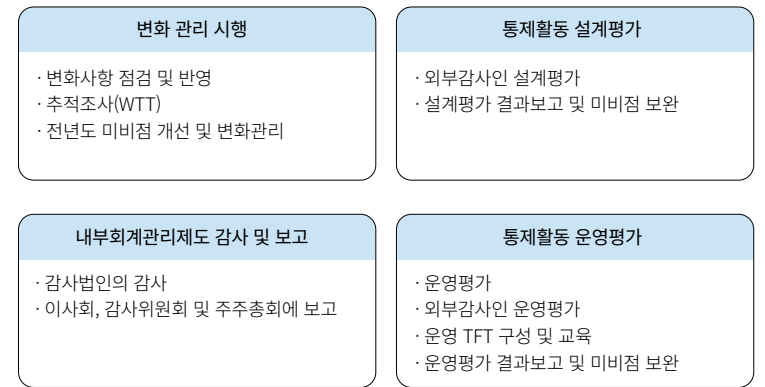 변화 관리 시행
· 변화사항 점검 및 반영
· 추적조사(WTT)
· 전년도 미비점 개선 및 변화관리
통제활동 설계평가
· 외부감사인 설계평가
· 설계평가 결과보고 및 미비점 보완
내부회계관리제도 감사 및 보고
· 감사법인의 감사
· 이사회, 감사위원회 및 주주총회에 보고
통제활동 운영평가
· 운영평가
· 외부감사인 운영평가
· 운영 TFT 구성 및 교육
· 운영평가 결과보고 및 미비점 보완